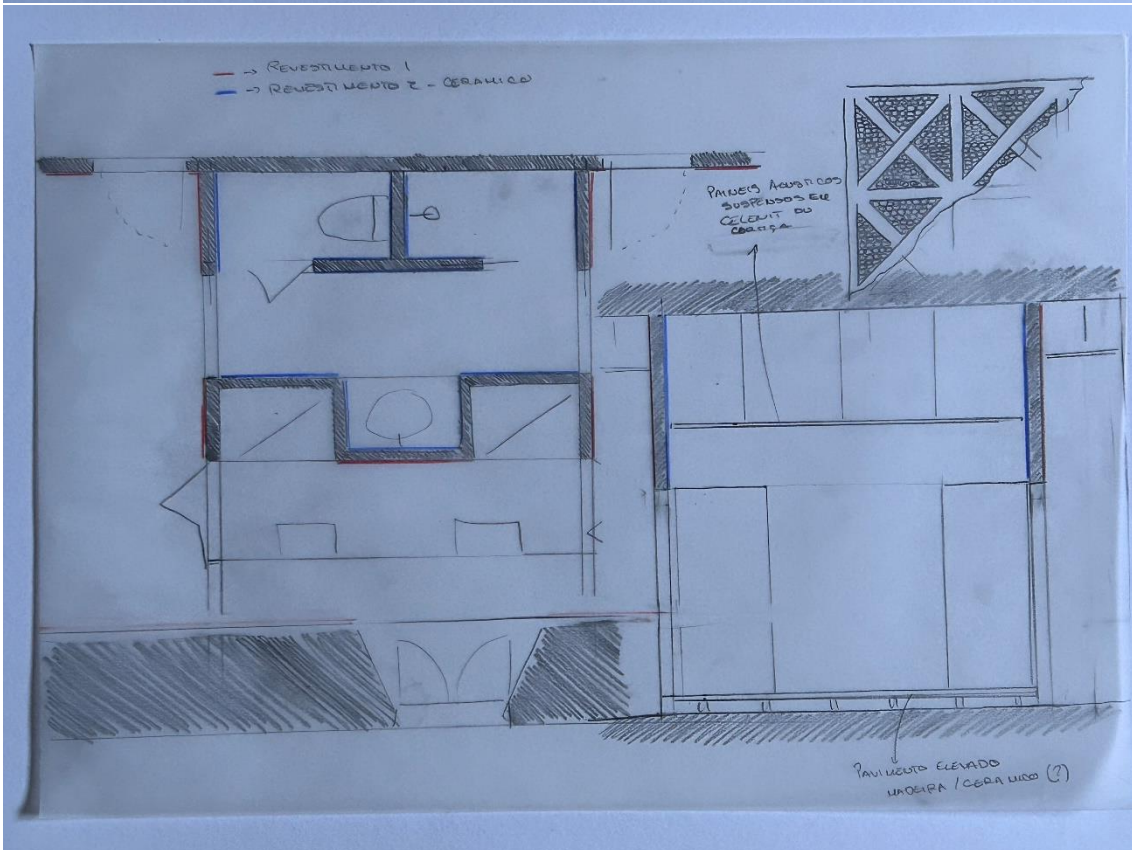 → REVESTIMENTO 1
→ REVESTIMENTO 2 - CERAMICO
PAINEIS ACUSTICOS
SUSPENSOS EM
CELENIT OU
CORTIÇA
PAVIMENTO ELEVADO
MADEIRA / CERAMICO (?)